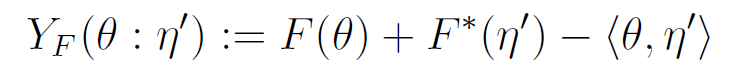 Y_F(θ : η′) := F(θ) + F*(η′) − ⟨θ, η′⟩